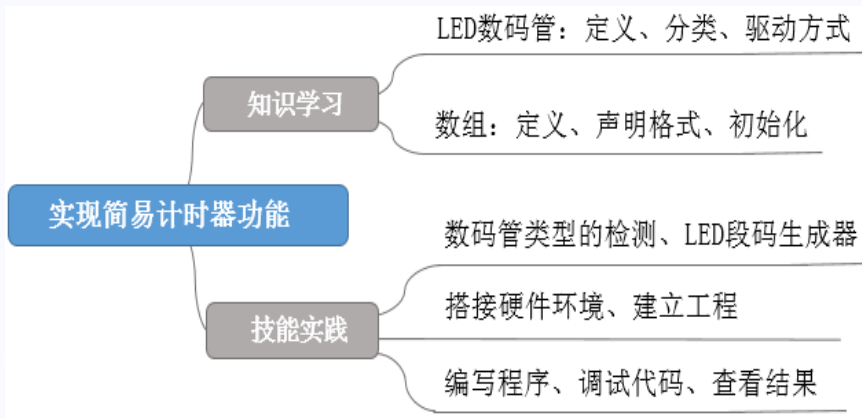 LED数码管：定义、分类、驱动方式
知识学习
数组：定义、声明格式、初始化
实现简易计时器功能
数码管类型的检测、LED段码生成器
搭接硬件环境、建立工程
技能实践
编写程序、调试代码、查看结果